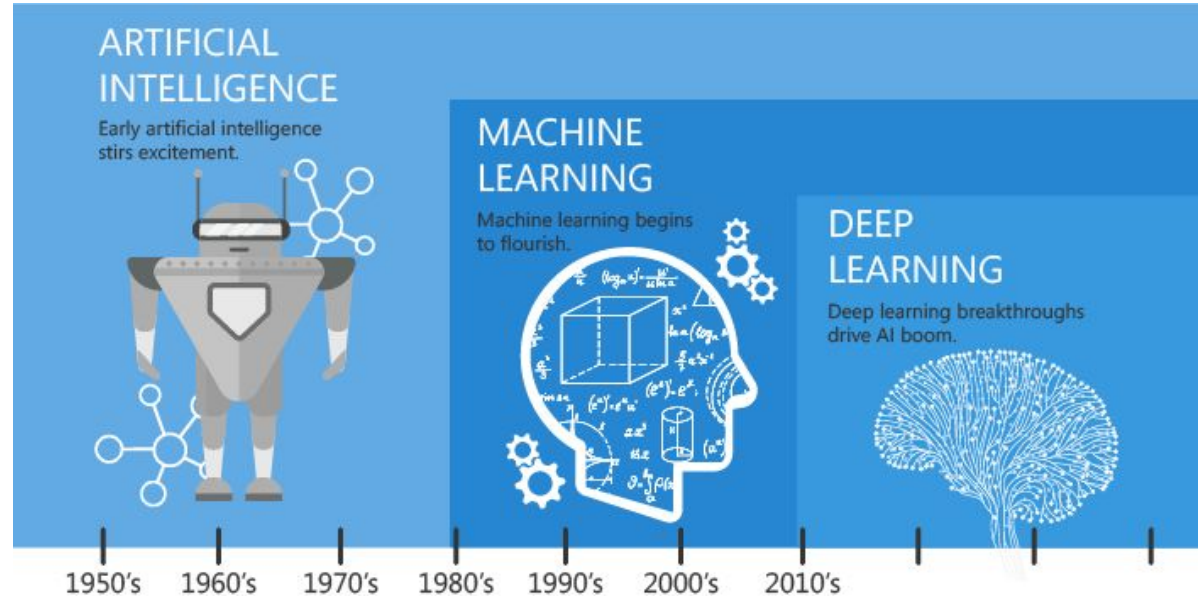 ARTIFICIAL
INTELLIGENCE
Early artificial intelligence
stirs excitement.
MACHINE
LEARNING
Machine learning begins
to flourish.
DEEP
LEARNING
Deep learning breakthroughs
drive AI boom.
1950's 1960's 1970's 1980's 1990's 2000's 2010's